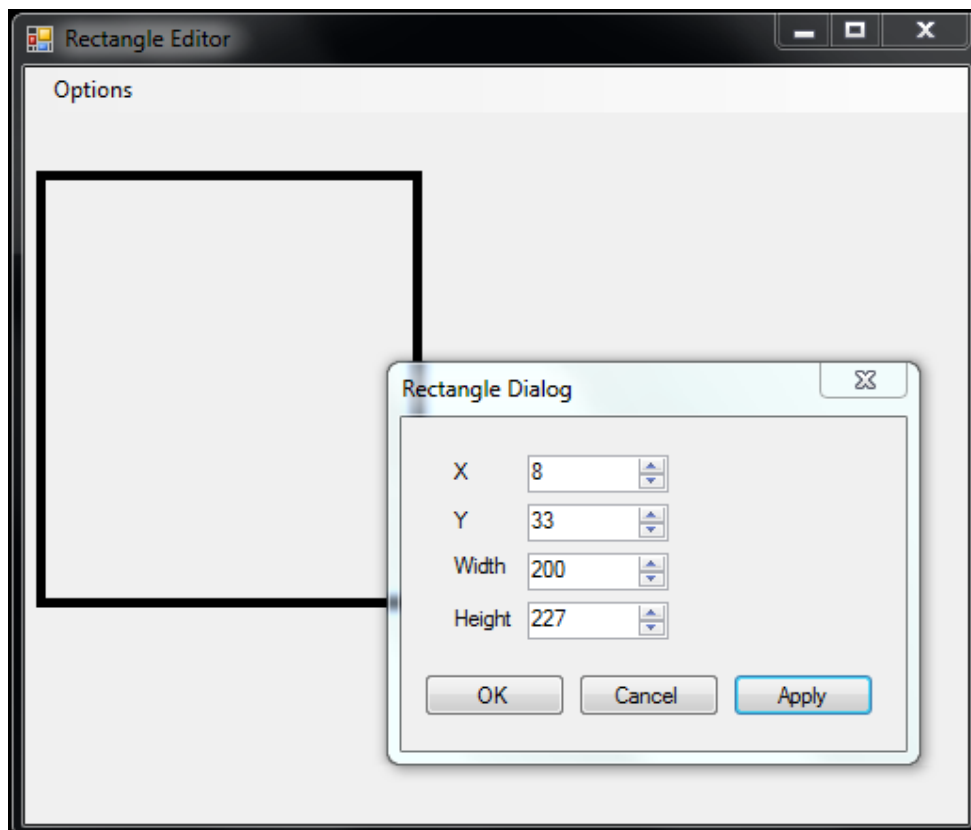 Rectangle Editor
Options
Rectangle Dialog
X 8
Y 33
Width 200
Height 227
OK Cancel Apply